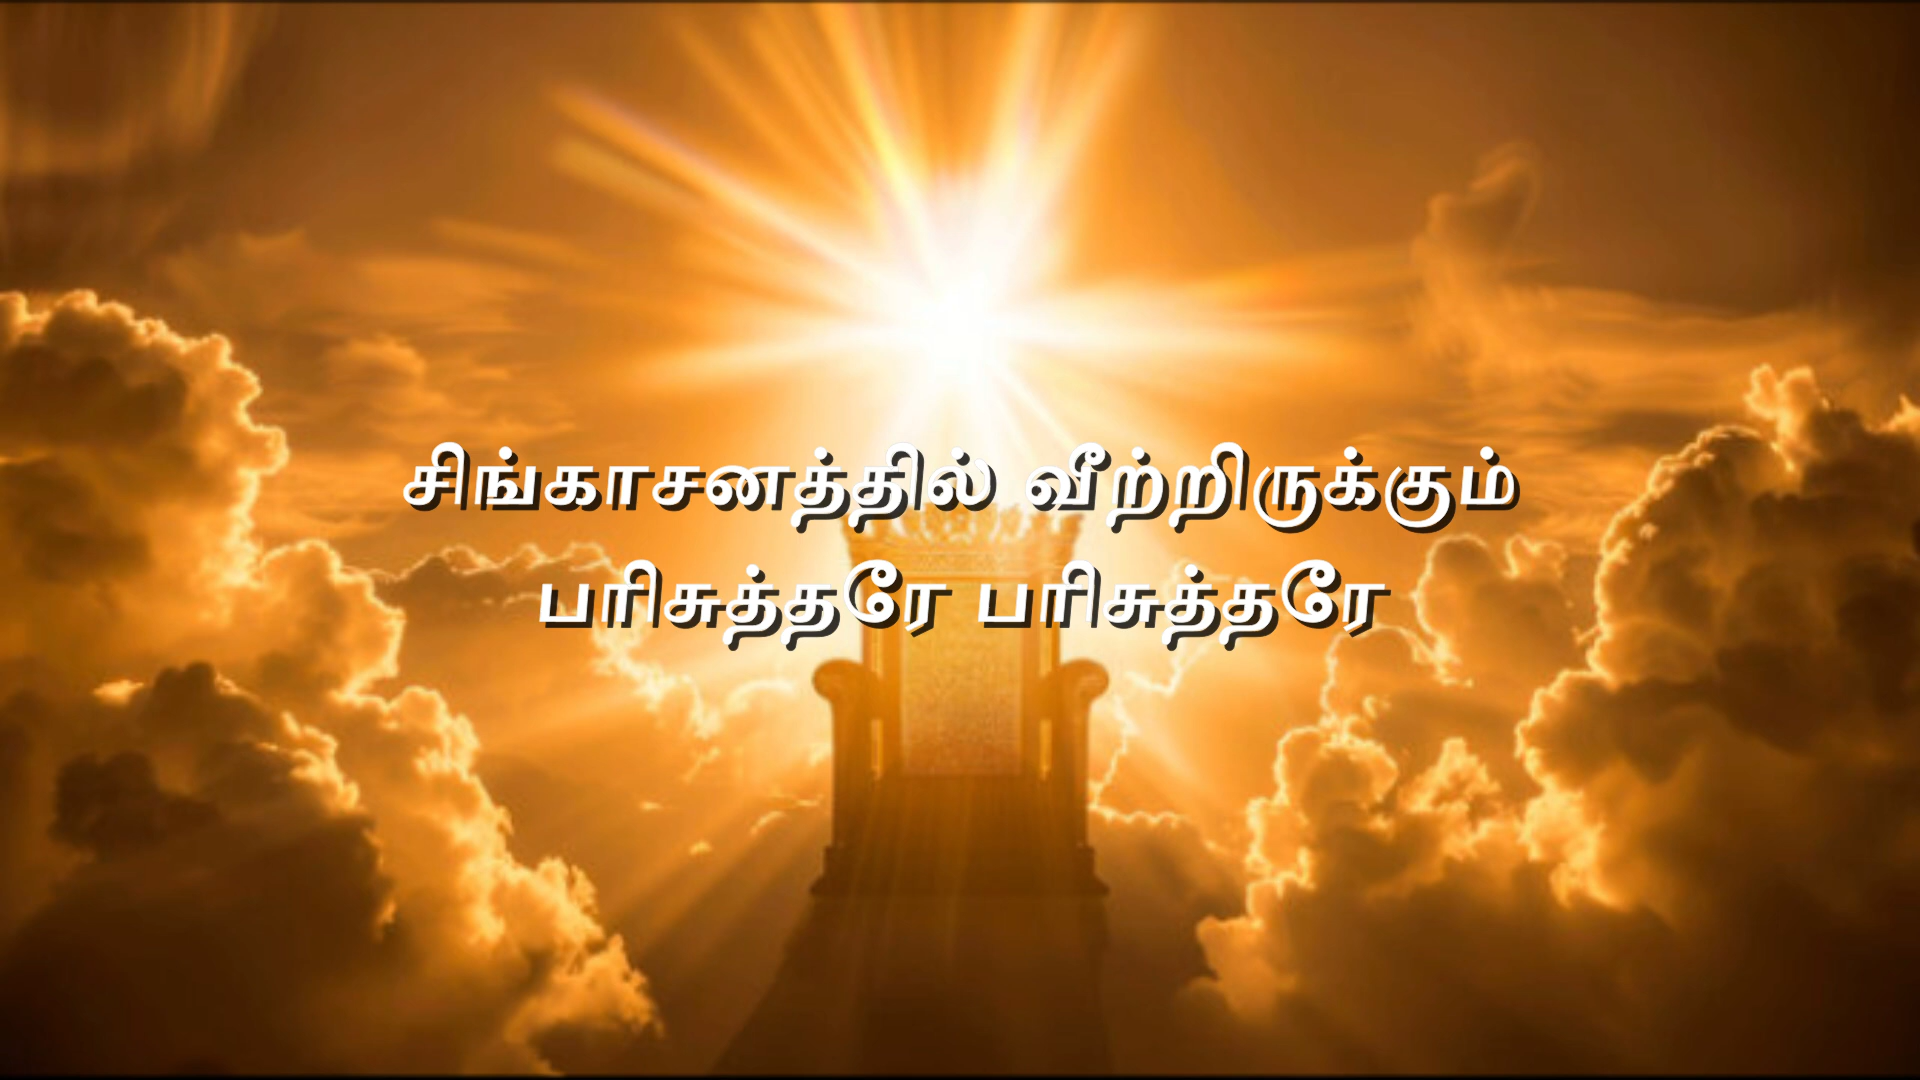 சிங்காசனத்தில் வீற்றிருக்கும்
பரிசுத்தரே பரிசுத்தரே